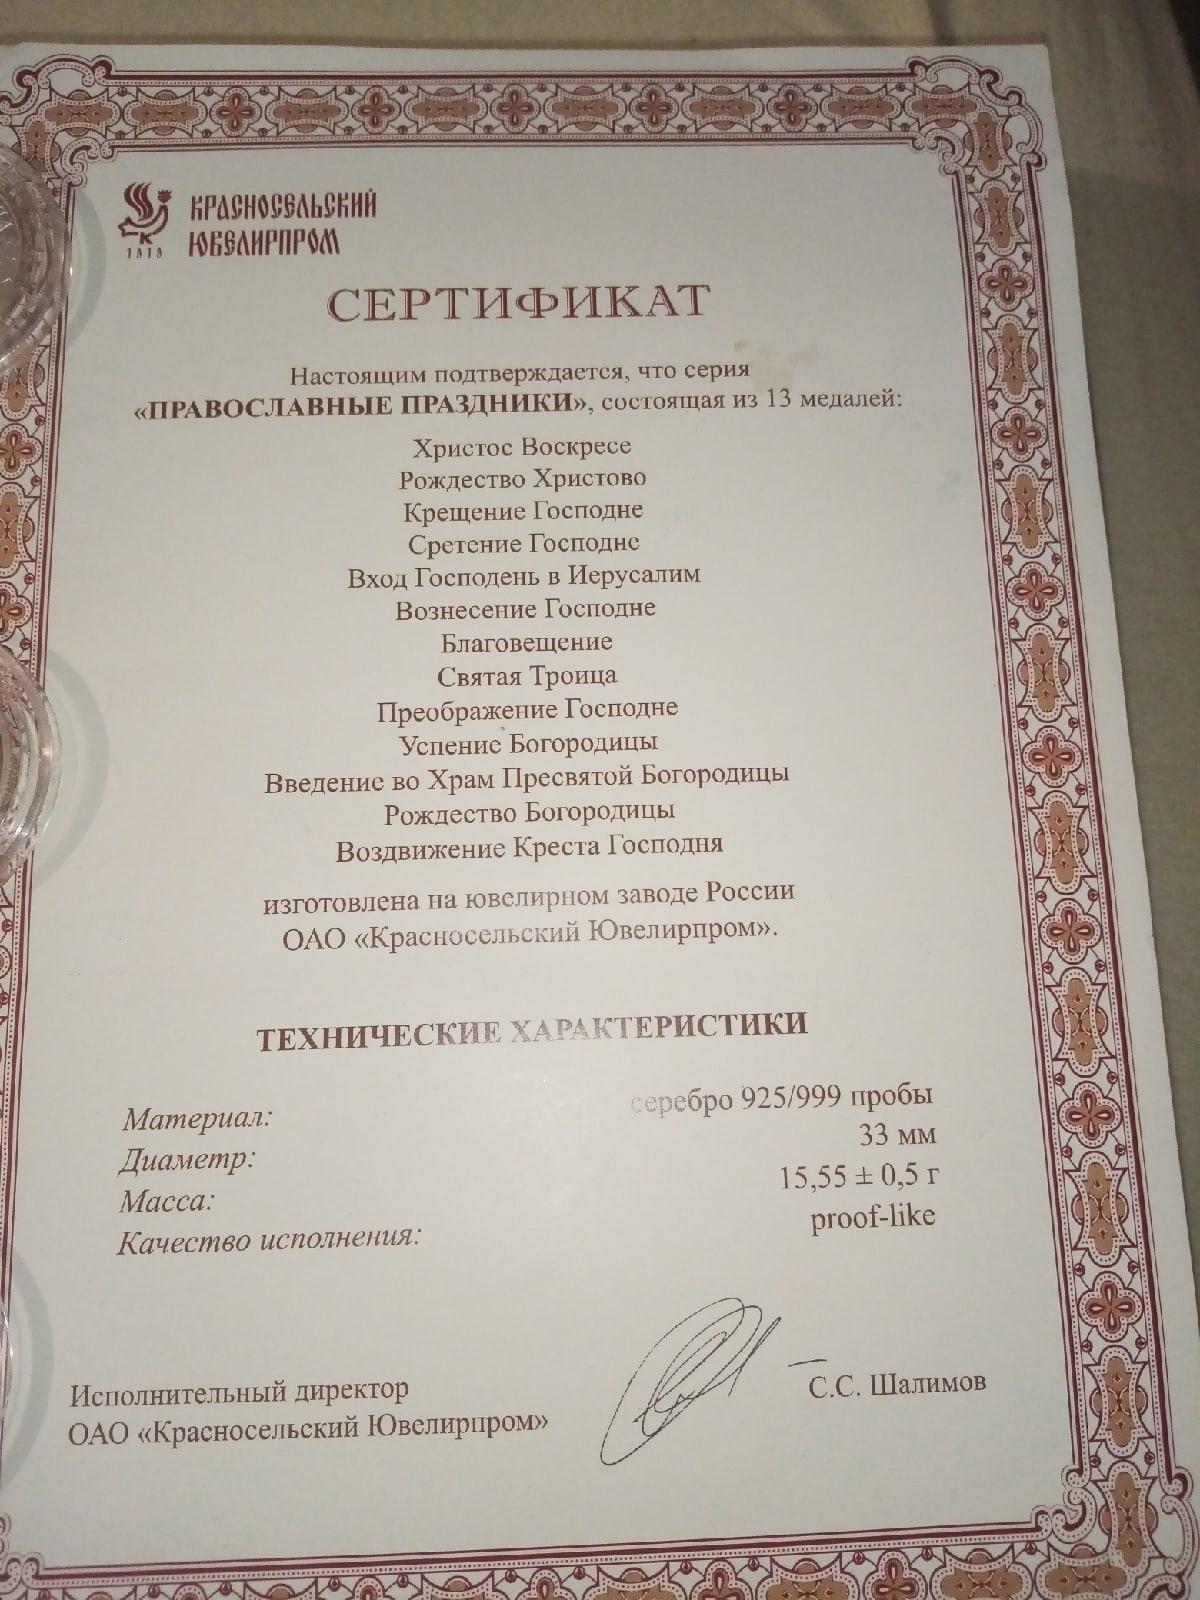 КРАСНОСЕЛЬСКИЙ
ЮВЕЛИРПРОМ
1919
СЕРТИФИКАТ
Настоящим подтверждается, что серия
«ПРАВОСЛАВНЫЕ ПРАЗДНИКИ», состоящая из 13 медалей:
Христос Воскресе
Рождество Христово
Крещение Господне
Сретение Господне
Вход Господень в Иерусалим
Вознесение Господне
Благовещение
Святая Троица
Преображение Господне
Успение Богородицы
Введение во Храм Пресвятой Богородицы
Рождество Богородицы
Воздвижение Креста Господня
изготовлена на ювелирном заводе России
ОАО «Красносельский Ювелирпром».
ТЕХНИЧЕСКИЕ ХАРАКТЕРИСТИКИ
Материал: серебро 925/999 пробы
Диаметр: 33 мм
Масса: 15,55 ± 0,5 г
Качество исполнения: proof-like
Исполнительный директор
ОАО «Красносельский Ювелирпром»
С.С. Шалимов